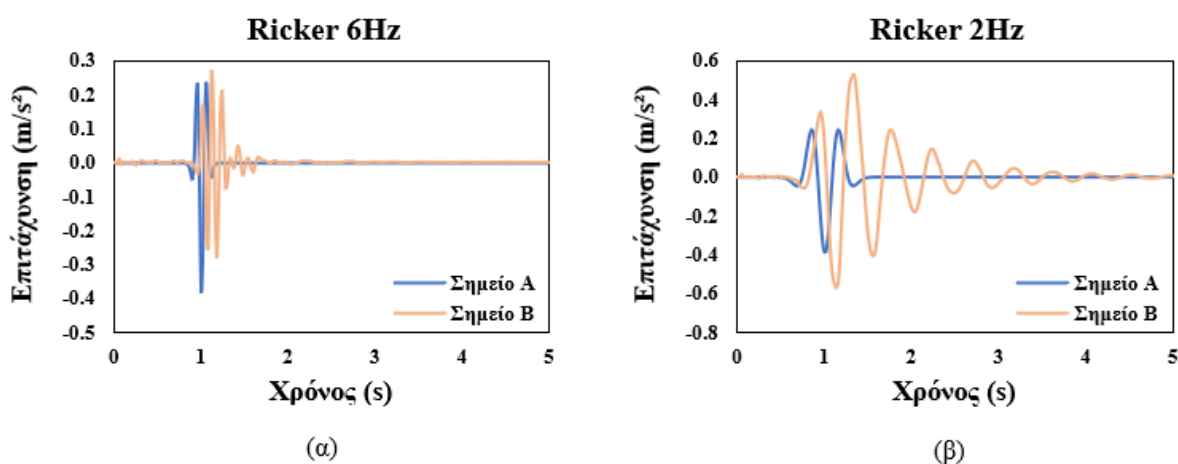 Ricker 6Hz
Επιτάχυνση (m/s²)
0.3
0.2
0.1
0.0
-0.1
-0.2
-0.3
-0.4
-0.5
Σημείο Α
Σημείο Β
0 1 2 3 4 5
Χρόνος (s)
(α)
Ricker 2Hz
Επιτάχυνση (m/s²)
0.6
0.4
0.2
0.0
-0.2
-0.4
-0.6
-0.8
Σημείο Α
Σημείο Β
0 1 2 3 4 5
Χρόνος (s)
(β)